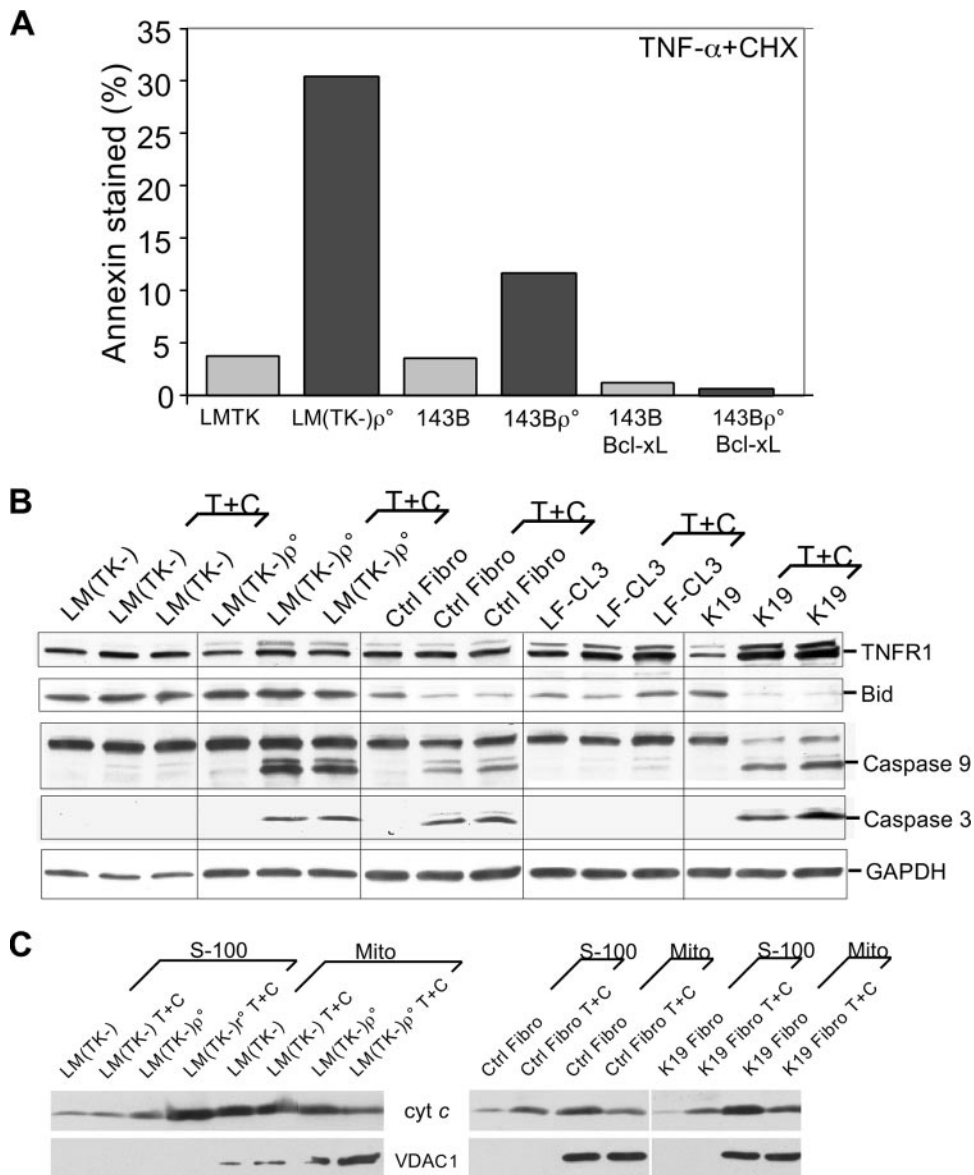 A
35
30
25
20
15
10
5
0
Annexin stained (%)
TNF-α+CHX
LMTK
LM(TK-)ρ°
143B
143Bρ°
143B
Bcl-xL
143Bρ°
Bcl-xL
B
T+C
T+C
T+C
T+C
T+C
LM(TK-)
LM(TK-)
LM(TK-)
LM(TK-)ρ°
LM(TK-)ρ°
LM(TK-)ρ°
Ctrl Fibro
Ctrl Fibro
Ctrl Fibro
LF-CL3
LF-CL3
LF-CL3
K19
K19
K19
TNFR1
Bid
Caspase 9
Caspase 3
GAPDH
C
S-100
Mito
S-100
Mito
S-100
Mito
LM(TK-)
LM(TK-) T+C
LM(TK-)ρ°
LM(TK-)r° T+C
LM(TK-)
LM(TK-) T+C
LM(TK-)ρ°
LM(TK-)ρ° T+C
Ctrl Fibro
Ctrl Fibro T+C
Ctrl Fibro
Ctrl Fibro T+C
K19 Fibro
K19 Fibro T+C
K19 Fibro
K19 Fibro T+C
cyt c
VDAC1